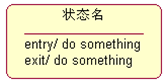 状态名
entry/ do something
exit/ do something